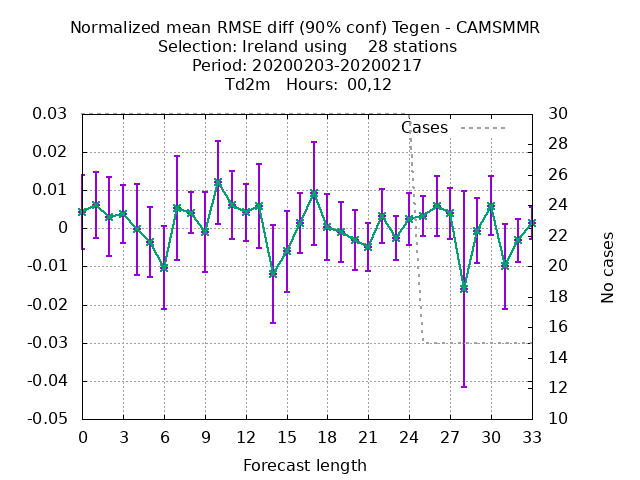 Normalized mean RMSE diff (90% conf) Tegen - CAMSMMR
Selection: Ireland using 28 stations
Period: 20200203-20200217
Td2m Hours: 00,12
Cases
0.03
0.02
0.01
0
-0.01
-0.02
-0.03
-0.04
-0.05
30
28
26
24
22
20
18
16
14
12
10
No cases
0 3 6 9 12 15 18 21 24 27 30 33
Forecast length